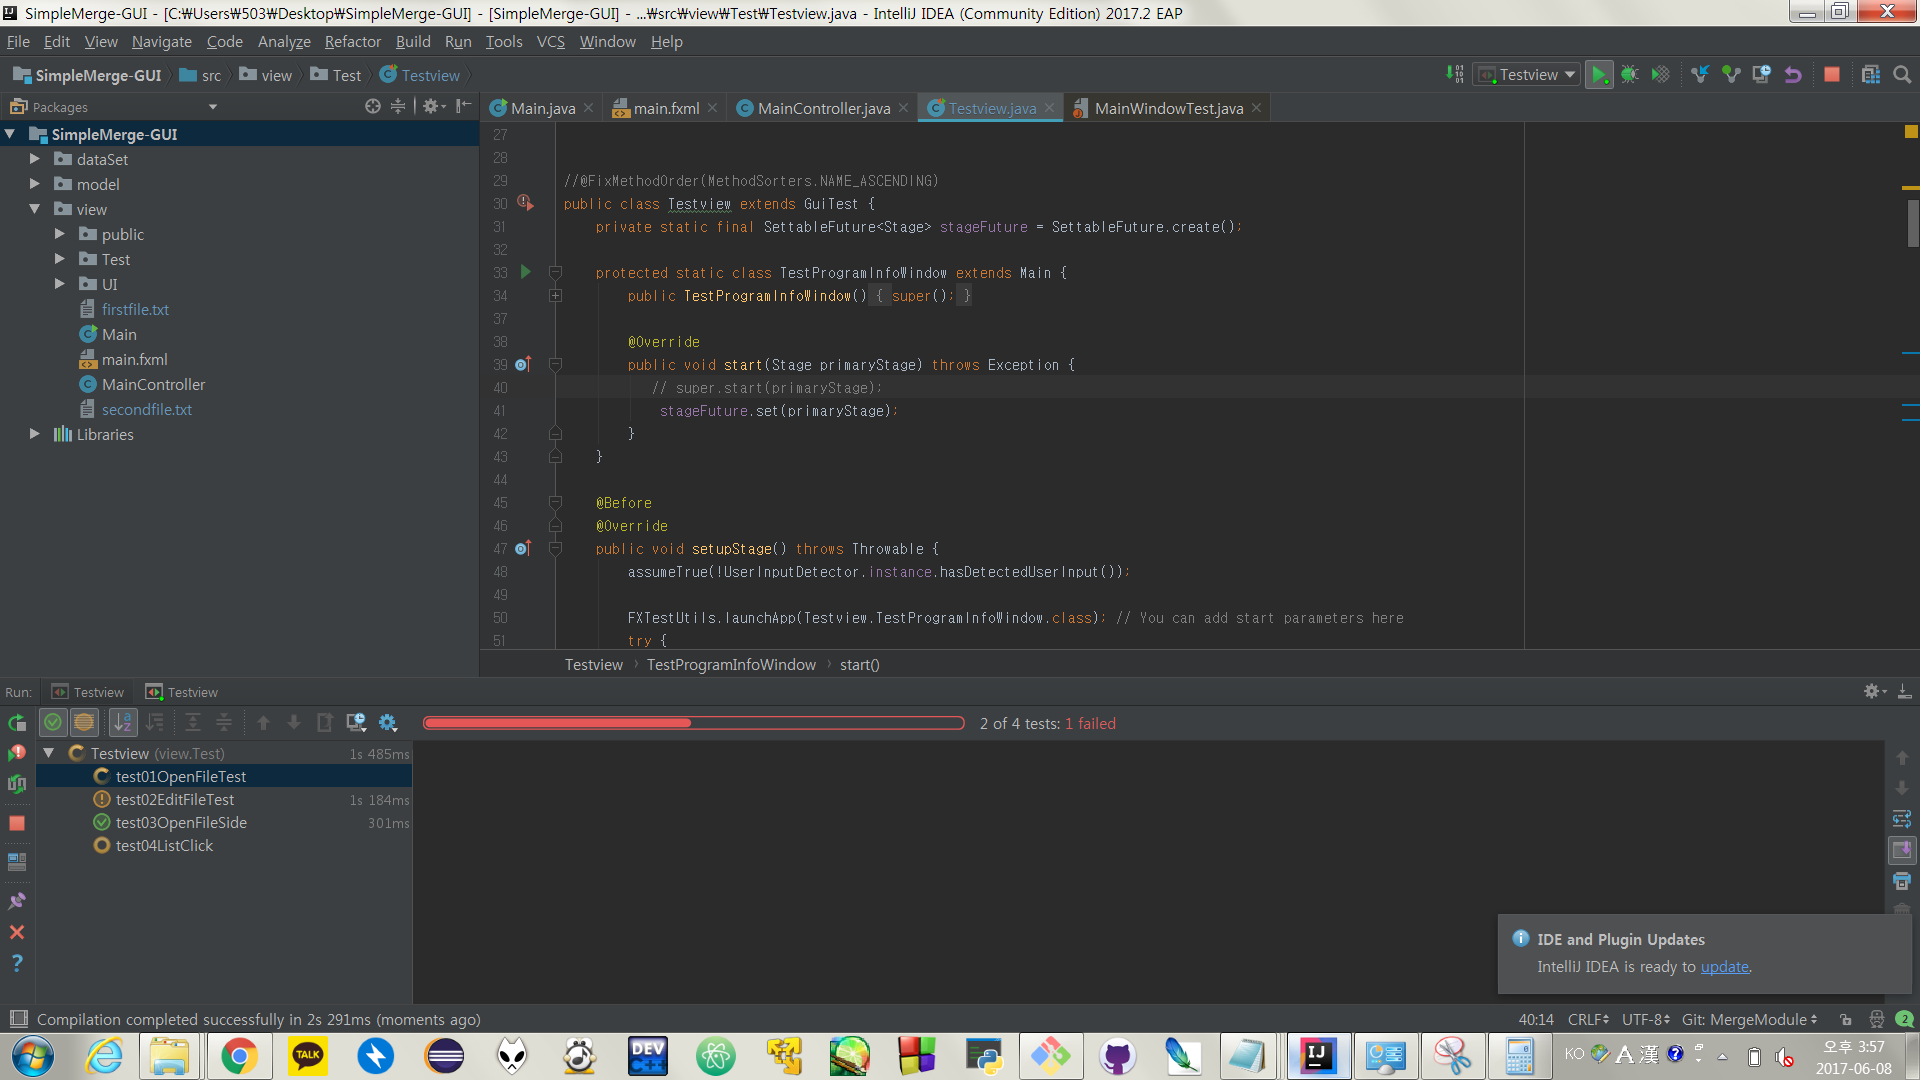 SimpleMerge-GUI - [C:₩Users₩503₩Desktop₩SimpleMerge-GUI] - [SimpleMerge-GUI] - ...₩src₩view₩Test₩Testview.java - IntelliJ IDEA (Community Edition) 2017.2 EAP
File Edit View Navigate Code Analyze Refactor Build Run Tools VCS Window Help
SimpleMerge-GUI src view Test Testview
Testview
Packages
Main.java main.fxml MainController.java Testview.java MainWindowTest.java
SimpleMerge-GUI
dataSet
model
view
public
Test
UI
firstfile.txt
Main
main.fxml
MainController
secondfile.txt
Libraries
27
28
29 //@FixMethodOrder(MethodSorters.NAME_ASCENDING)
30 public class Testview extends GuiTest {
31 private static final SettableFuture<Stage> stageFuture = SettableFuture.create();
32
33 protected static class TestProgramInfoWindow extends Main {
34 public TestProgramInfoWindow() { super(); }
37
38 @Override
39 public void start(Stage primaryStage) throws Exception {
40 // super.start(primaryStage);
41 stageFuture.set(primaryStage);
42 }
43 }
44
45 @Before
46 @Override
47 public void setupStage() throws Throwable {
48 assumeTrue(!UserInputDetector.instance.hasDetectedUserInput());
49
50 FXTestUtils.launchApp(Testview.TestProgramInfoWindow.class); // You can add start parameters here
51 try {
Testview TestProgramInfoWindow start()
Run: Testview Testview
2 of 4 tests: 1 failed
Testview (view.Test) 1s 485ms
test01OpenFileTest
test02EditFileTest 1s 184ms
test03OpenFileSide 301ms
test04ListClick
IDE and Plugin Updates
IntelliJ IDEA is ready to update.
Compilation completed successfully in 2s 291ms (moments ago)
40:14 CRLF UTF-8 Git: MergeModule 2
TALK
DEV
C++
IJ
KO A 漢
오후 3:57
2017-06-08